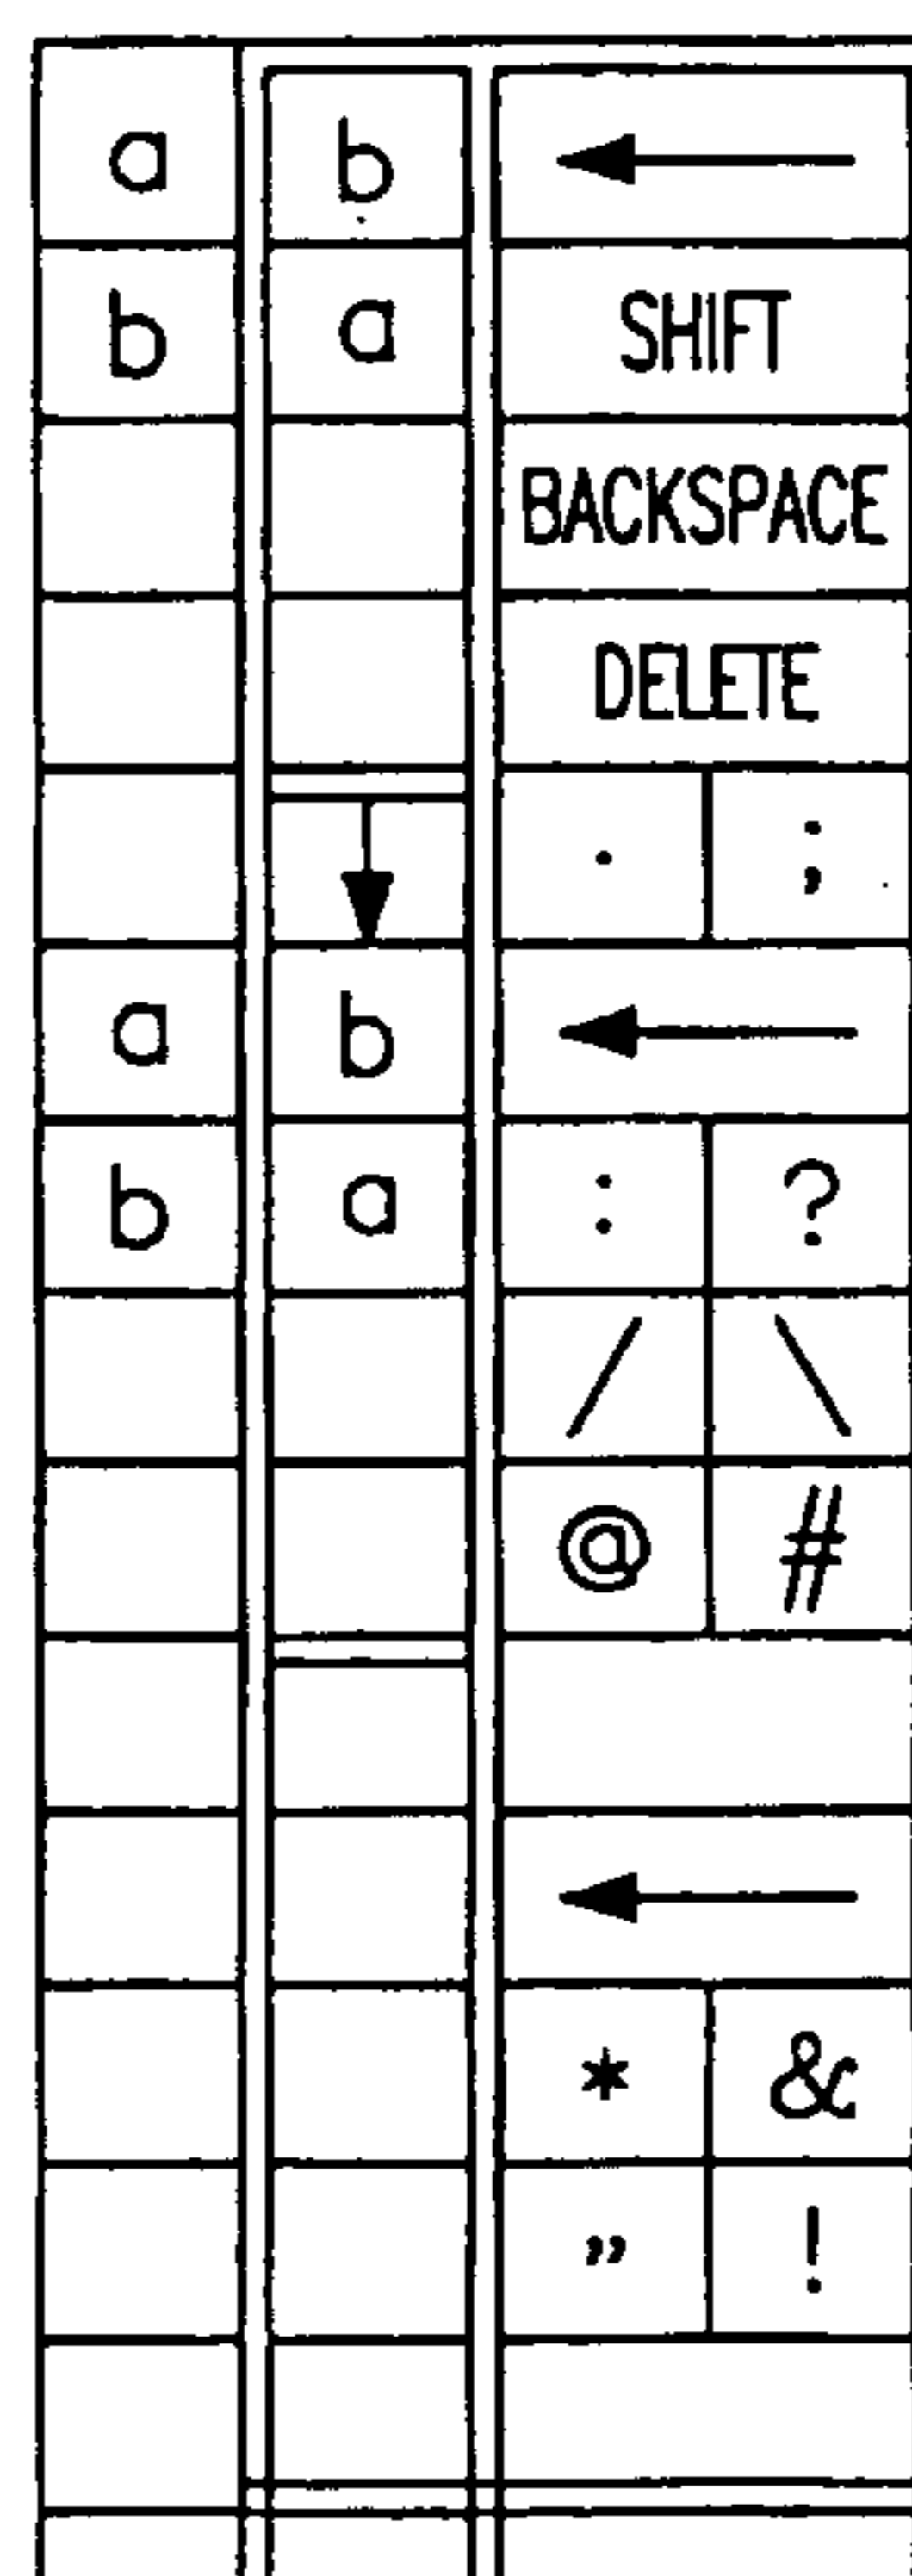 a b ←
b a SHIFT
BACKSPACE
DELETE
↓ . ;
a b ←
b a : ?
/ \
@ #
←
* &
” !